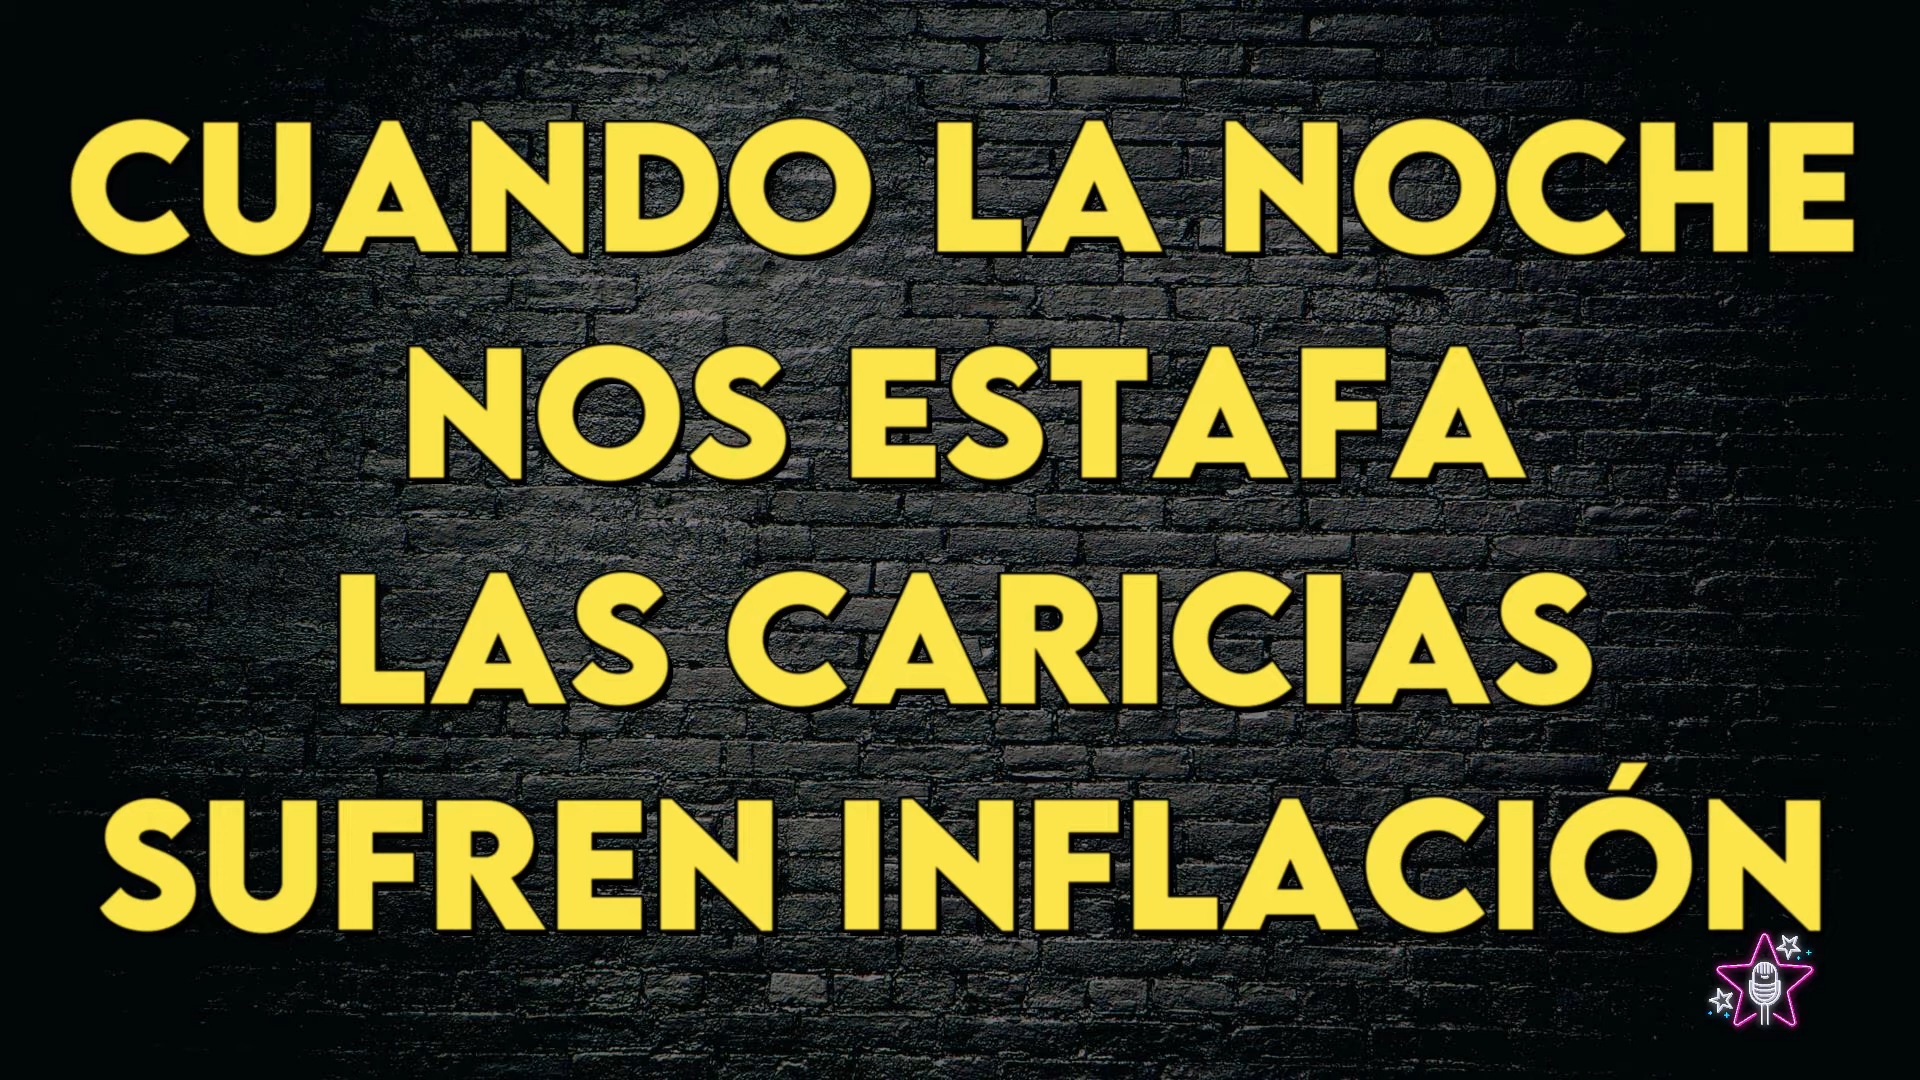 CUANDO LA NOCHE
NOS ESTAFA
LAS CARICIAS
SUFREN INFLACIÓN